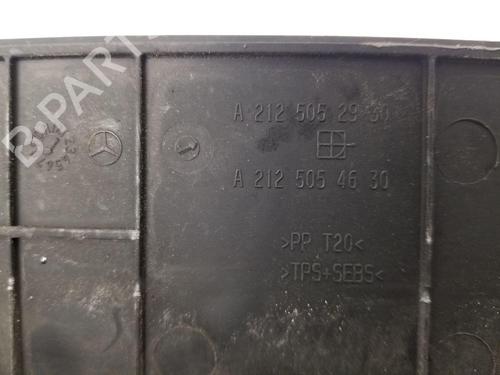 A 212 505 29 30
A 212 505 46 30
>PP T20<
>TPS+SEBS<
B-PARTS